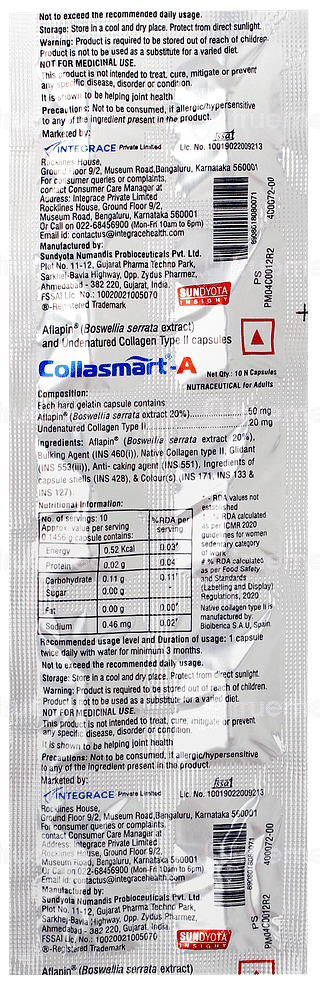 Not to exceed the recommended daily usage.
Storage: Store in a cool and dry place. Protect from direct sunlight.
Warning: Product is required to be stored out of reach of children.
Product is not to be used as a substitute for a varied diet.
NOT FOR MEDICINAL USE.
This product is not intended to treat, cure, mitigate or prevent
any specific disease, disorder or condition.
It is shown to be helping joint health
Precautions: Not to be consumed, if allergic/hypersensitive
to any of the ingredient present in the product.
Marketed by:
fssai
INTEGRACE Private Limited
Lic. No. 10019022009213
Rocklines House,
Ground Floor 9/2, Museum Road, Bengaluru, Karnataka 560001
For consumer queries or complaints,
contact Consumer Care Manager at
Address: Integrace Private Limited
Rocklines House, Ground Floor 9/2,
Museum Road, Bengaluru, Karnataka 560001
Or Call on 022-68456900 (Mon-Fri 10am to 6pm)
Email id: contactus@integracehealth.com
Manufactured by:
Sundyota Numandis Probioceuticals Pvt. Ltd.
Plot No. 11-12, Gujarat Pharma Techno Park,
Sarkhej-Bavla Highway, Opp. Zydus Pharmez,
Ahmedabad - 382 220, Gujarat, India.
FSSAI Lic. No.: 10020021005070
®-Registered Trademark
SUNDYOTA
INSIGHT
400072-00
PS
PM04C0012R2
Aflapin® (Boswellia serrata extract)
and Undenatured Collagen Type II capsules
Collasmart®-A
Net Qty.: 10 N Capsules
NUTRACEUTICAL for Adults
Composition:
Each hard gelatin capsule contains:
Aflapin® (Boswellia serrata extract 20%)....................50 mg
Undenatured Collagen Type II....................20 mg
Ingredients: Aflapin® (Boswellia serrata extract 20%),
Bulking Agent (INS 460(i)), Native Collagen type II, Glidant
(INS 553(iii)), Anti- caking agent (INS 551), Ingredients of
capsule shells (INS 428), & Colour(s) (INS 171, INS 133 &
INS 127).
Nutritional Information:
No. of servings: 10
Approx. value per serving
0.1456 g capsule contains:
%RDA per
serving
Energy 0.52 Kcal 0.03#
Protein 0.02 g 0.04
Carbohydrate 0.11 g 0.11*
Sugar 0.00 g -
Fat 0.00 g 0.00#
Sodium 0.46 mg 0.02#
- RDA values not
established
* - % RDA calculated
as per ICMR 2020
guidelines for women
sedentary category
of work
# % RDA calculated
as per Food Safety
and Standards
(Labelling and Display)
Regulations, 2020
Native collagen type II is
manufactured by:
Bioiberica S.A.U, Spain.
Recommended usage level and Duration of usage: 1 capsule
twice daily with water for minimum 3 months.
Not to exceed the recommended daily usage.
Storage: Store in a cool and dry place. Protect from direct sunlight.
Warning: Product is required to be stored out of reach of children.
Product is not to be used as a substitute for a varied diet.
NOT FOR MEDICINAL USE.
This product is not intended to treat, cure, mitigate or prevent
any specific disease, disorder or condition.
It is shown to be helping joint health
Precautions: Not to be consumed, if allergic/hypersensitive
to any of the ingredient present in the product.
Marketed by:
fssai
INTEGRACE Private Limited
Lic. No. 10019022009213
Rocklines House,
Ground Floor 9/2, Museum Road, Bengaluru, Karnataka 560001
For consumer queries or complaints,
contact Consumer Care Manager at
Address: Integrace Private Limited
Rocklines House, Ground Floor 9/2,
Museum Road, Bengaluru, Karnataka 560001
Or Call on 022-68456900 (Mon-Fri 10am to 6pm)
Email id: contactus@integracehealth.com
Manufactured by:
Sundyota Numandis Probioceuticals Pvt. Ltd
Plot No. 11-12, Gujarat Pharma Techno Park,
Sarkhej-Bavla Highway, Opp. Zydus Pharmez,
Ahmedabad - 382 220, Gujarat, India.
FSSAI Lic. No.: 10020021005070
®-Registered Trademark
SUNDYOTA
INSIGHT
400072-00
PS
PM04C0012R2
Aflapin® (Boswellia serrata extract)